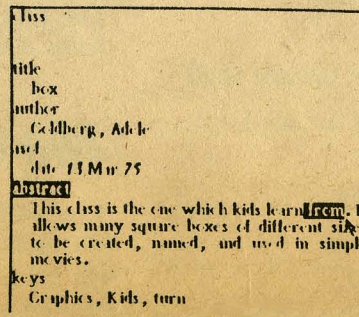 class
title
box
author
Goldberg, Adele
asof
date 13 Mar 75
abstract
This class is the one which kids learn from.
allows many square boxes of different
to be created, named, and used in simpl
movies.
keys
Graphics, Kids, turn